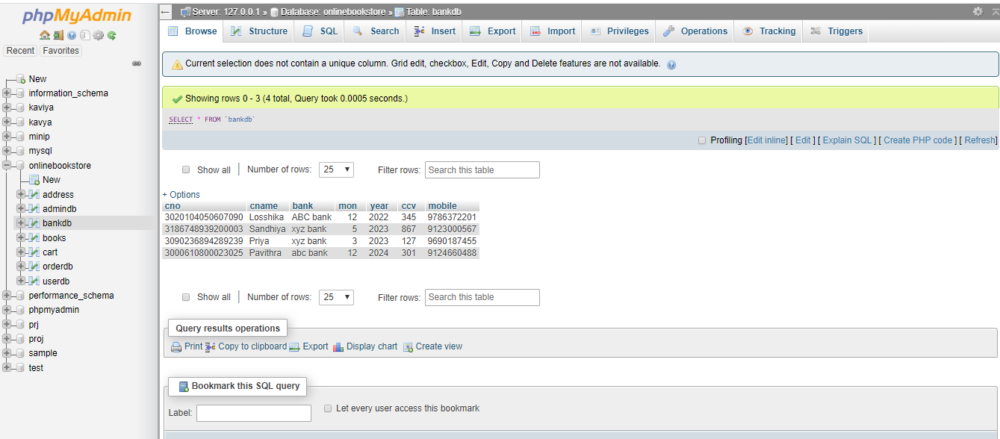 phpMyAdmin
Recent Favorites
New
information_schema
kaviya
kavya
minip
mysql
onlinebookstore
New
address
admindb
bankdb
books
cart
orderdb
userdb
performance_schema
phpmyadmin
prj
proj
sample
test
Server: 127.0.0.1 » Database: onlinebookstore » Table: bankdb
Browse Structure SQL Search Insert Export Import Privileges Operations Tracking Triggers
Current selection does not contain a unique column. Grid edit, checkbox, Edit, Copy and Delete features are not available.
Showing rows 0 - 3 (4 total, Query took 0.0005 seconds.)
SELECT * FROM `bankdb`
Profiling [Edit inline] [ Edit ] [ Explain SQL ] [ Create PHP code ] [ Refresh]
Show all Number of rows: 25 Filter rows: Search this table
+ Options
cno cname bank mon year ccv mobile
3020104050607090 Losshika ABC bank 12 2022 345 9786372201
3186748939200003 Sandhiya xyz bank 5 2023 867 9123000567
3090236894289239 Priya xyz bank 3 2023 127 9690187455
3000610800023025 Pavithra abc bank 12 2024 301 9124660488
Show all Number of rows: 25 Filter rows: Search this table
Query results operations
Print Copy to clipboard Export Display chart Create view
Bookmark this SQL query
Label: Let every user access this bookmark